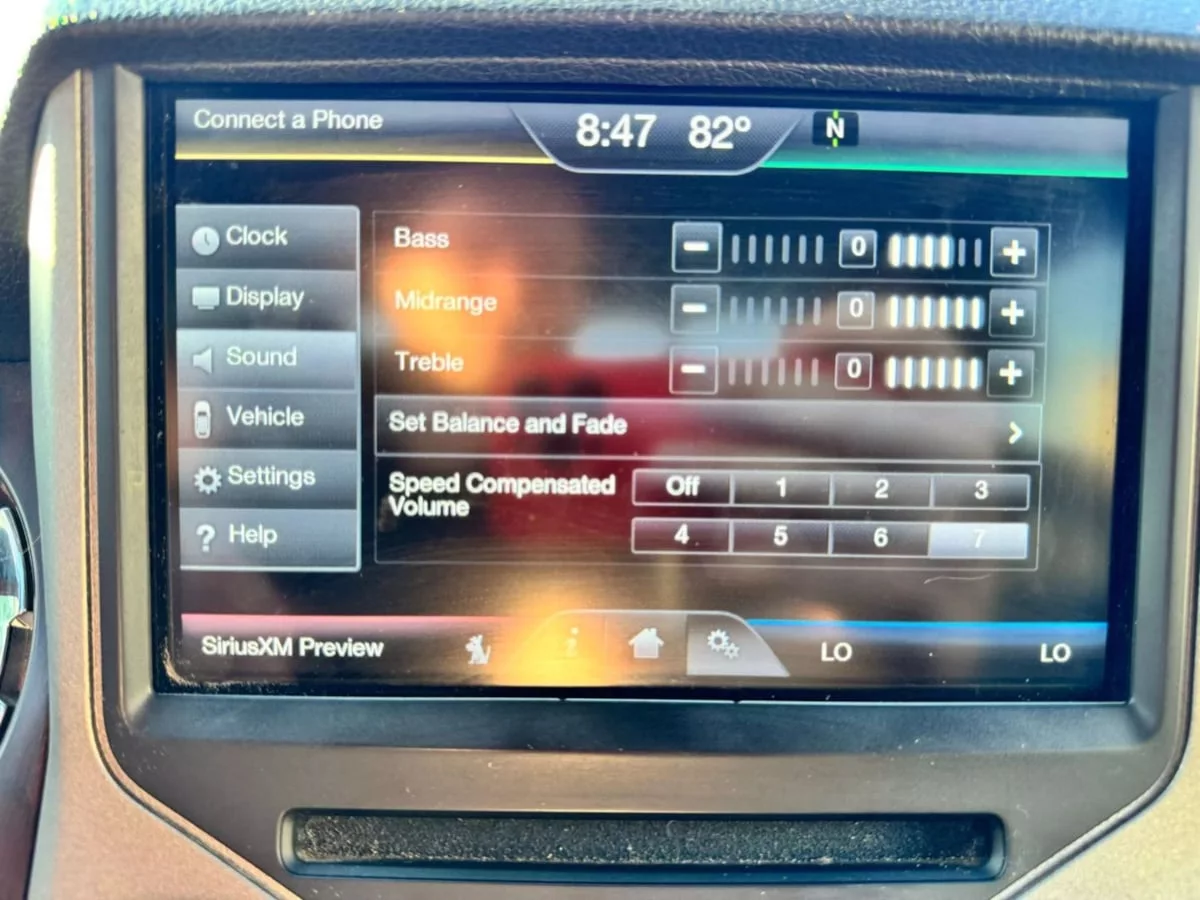 Connect a Phone
8:47 82° N
Clock
Display
Sound
Vehicle
Settings
Help
Bass - 0 +
Midrange - 0 +
Treble - 0 +
Set Balance and Fade >
Speed Compensated
Volume
Off 1 2 3
4 5 6 7
SiriusXM Preview
i
LO LO